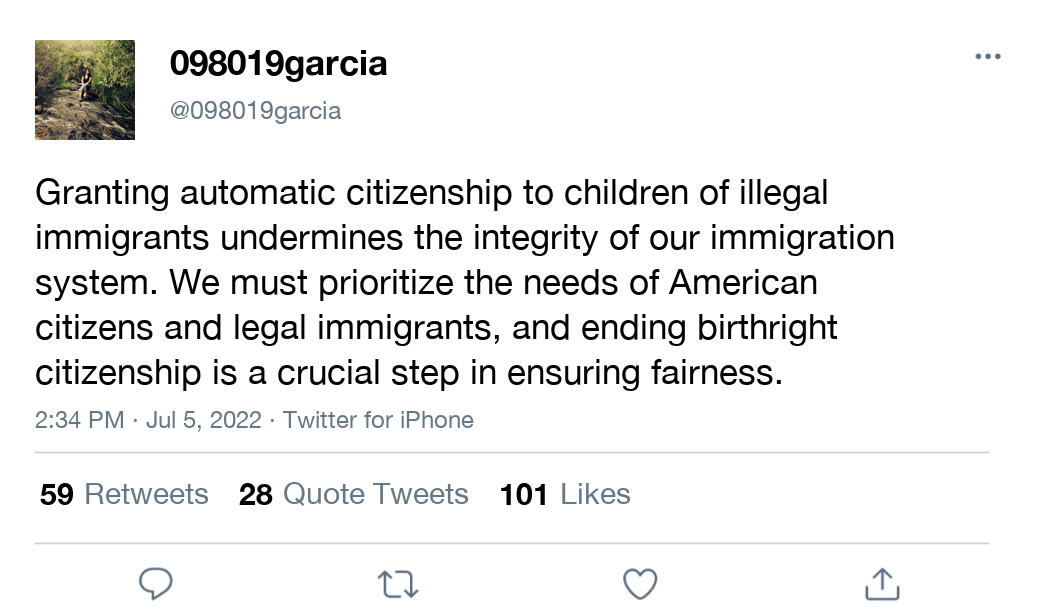 098019garcia
@098019garcia
Granting automatic citizenship to children of illegal
immigrants undermines the integrity of our immigration
system. We must prioritize the needs of American
citizens and legal immigrants, and ending birthright
citizenship is a crucial step in ensuring fairness.
2:34 PM · Jul 5, 2022 · Twitter for iPhone
59 Retweets 28 Quote Tweets 101 Likes